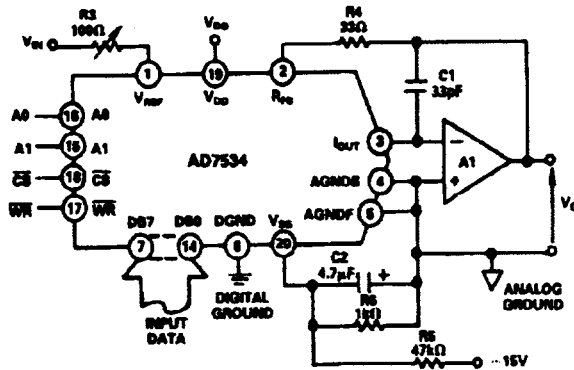 R3
100Ω
VIN
VDD
R4
33Ω
C1
33pF
1
19
2
VREF
VDD
RFB
A0 16 A0
A1 15 A1
CS 18 CS
WR 17 WR
AD7534
IOUT 3
AGNDS 4
AGNDF 5
−
A1
+
VO
DB7 DB0 DGND VSS
7 14 6 20
INPUT
DATA
DIGITAL
GROUND
C2
4.7µF +
R6
1kΩ
R5
47kΩ
-15V
ANALOG
GROUND